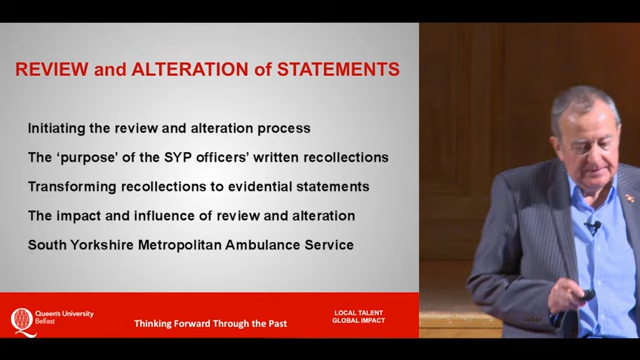 REVIEW and ALTERATION of STATEMENTS
Initiating the review and alteration process
The ‘purpose’ of the SYP officers’ written recollections
Transforming recollections to evidential statements
The impact and influence of review and alteration
South Yorkshire Metropolitan Ambulance Service
Queen's University
Belfast
Thinking Forward Through the Past
LOCAL TALENT
GLOBAL IMPACT